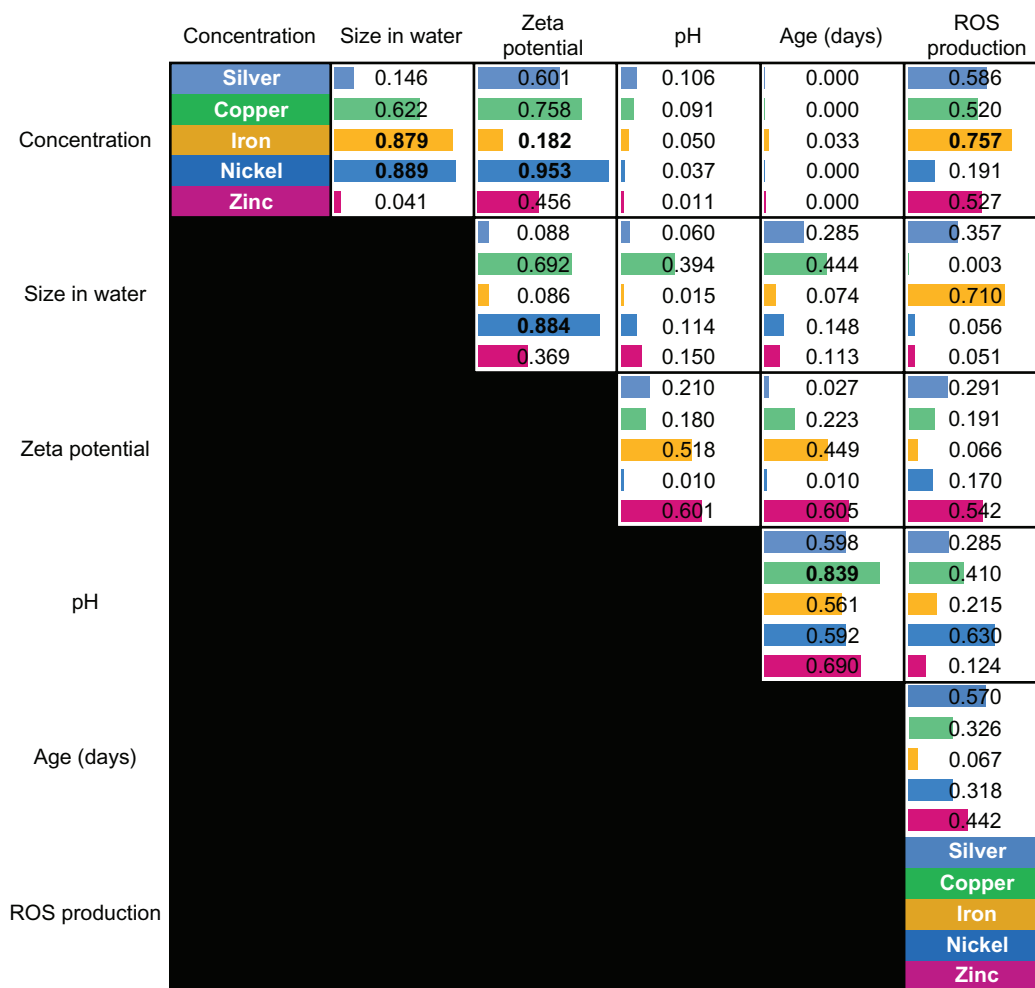 Concentration Size in water Zeta potential pH Age (days) ROS production
Concentration
Silver 0.146 0.601 0.106 0.000 0.586
Copper 0.622 0.758 0.091 0.000 0.520
Iron 0.879 0.182 0.050 0.033 0.757
Nickel 0.889 0.953 0.037 0.000 0.191
Zinc 0.041 0.456 0.011 0.000 0.527
Size in water
0.088 0.060 0.285 0.357
0.692 0.394 0.444 0.003
0.086 0.015 0.074 0.710
0.884 0.114 0.148 0.056
0.369 0.150 0.113 0.051
Zeta potential
0.210 0.027 0.291
0.180 0.223 0.191
0.518 0.449 0.066
0.010 0.010 0.170
0.601 0.605 0.542
pH
0.598 0.285
0.839 0.410
0.561 0.215
0.592 0.630
0.690 0.124
Age (days)
0.570
0.326
0.067
0.318
0.442
ROS production
Silver
Copper
Iron
Nickel
Zinc